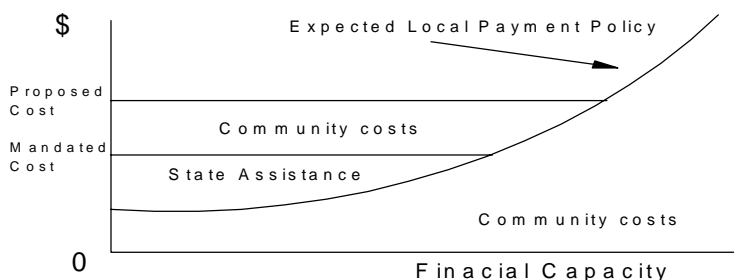 $
Expected Local Payment Policy
Proposed
Cost
Community costs
Mandated
Cost
State Assistance
Community costs
0
Finacial Capacity